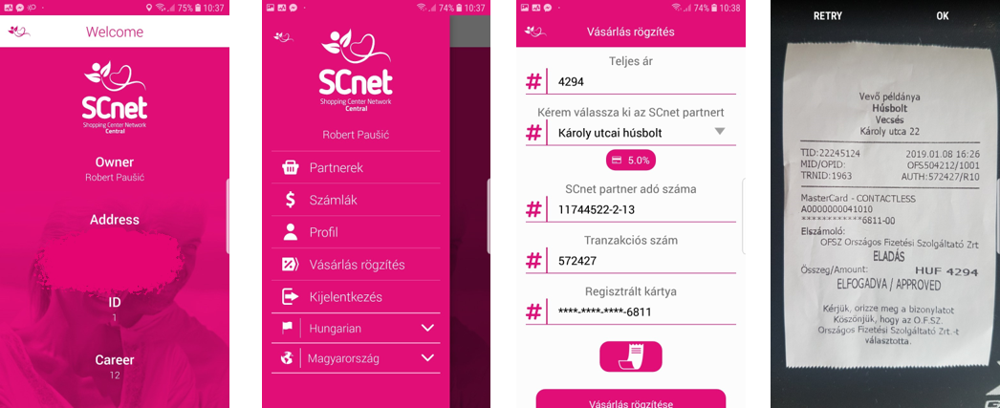 75% 10:37
Welcome
SCnet
Shopping Center Network
Central
Owner
Robert Paušić
Address
ID
1
Career
12
74% 10:37
SCnet
Shopping Center Network
Central
Robert Paušić
Partnerek
Számlák
Profil
Vásárlás rögzítés
Kijelentkezés
Hungarian
Magyarország
74% 10:38
Vásárlás rögzítés
Teljes ár
# 4294
Kérem válassza ki az SCnet partnert
# Károly utcai húsbolt
5.0%
SCnet partner adó száma
# 11744522-2-13
Tranzakciós szám
# 572427
Regisztrált kártya
# ****-****-****-6811
Vásárlás rögzítése
RETRY OK
Vevő példánya
Húsbolt
Vecsés
Károly utca 22
TID:22245124 2019.01.08 16:26
MID/OPID: OFS504212/1001
TRNID:1963 AUTH:572427/R10
MasterCard - CONTACTLESS
A0000000041010
************6811-00
Elszámoló:
OFSZ Országos Fizetési Szolgáltató Zrt
ELADÁS
Összeg/Amount: HUF 4294
ELFOGADVA / APPROVED
Kérjük, orizze meg a bizonylatot
Köszönjük, hogy az O.F.SZ.
Országos Fizetési Szolgáltató Zrt.-t
választotta.